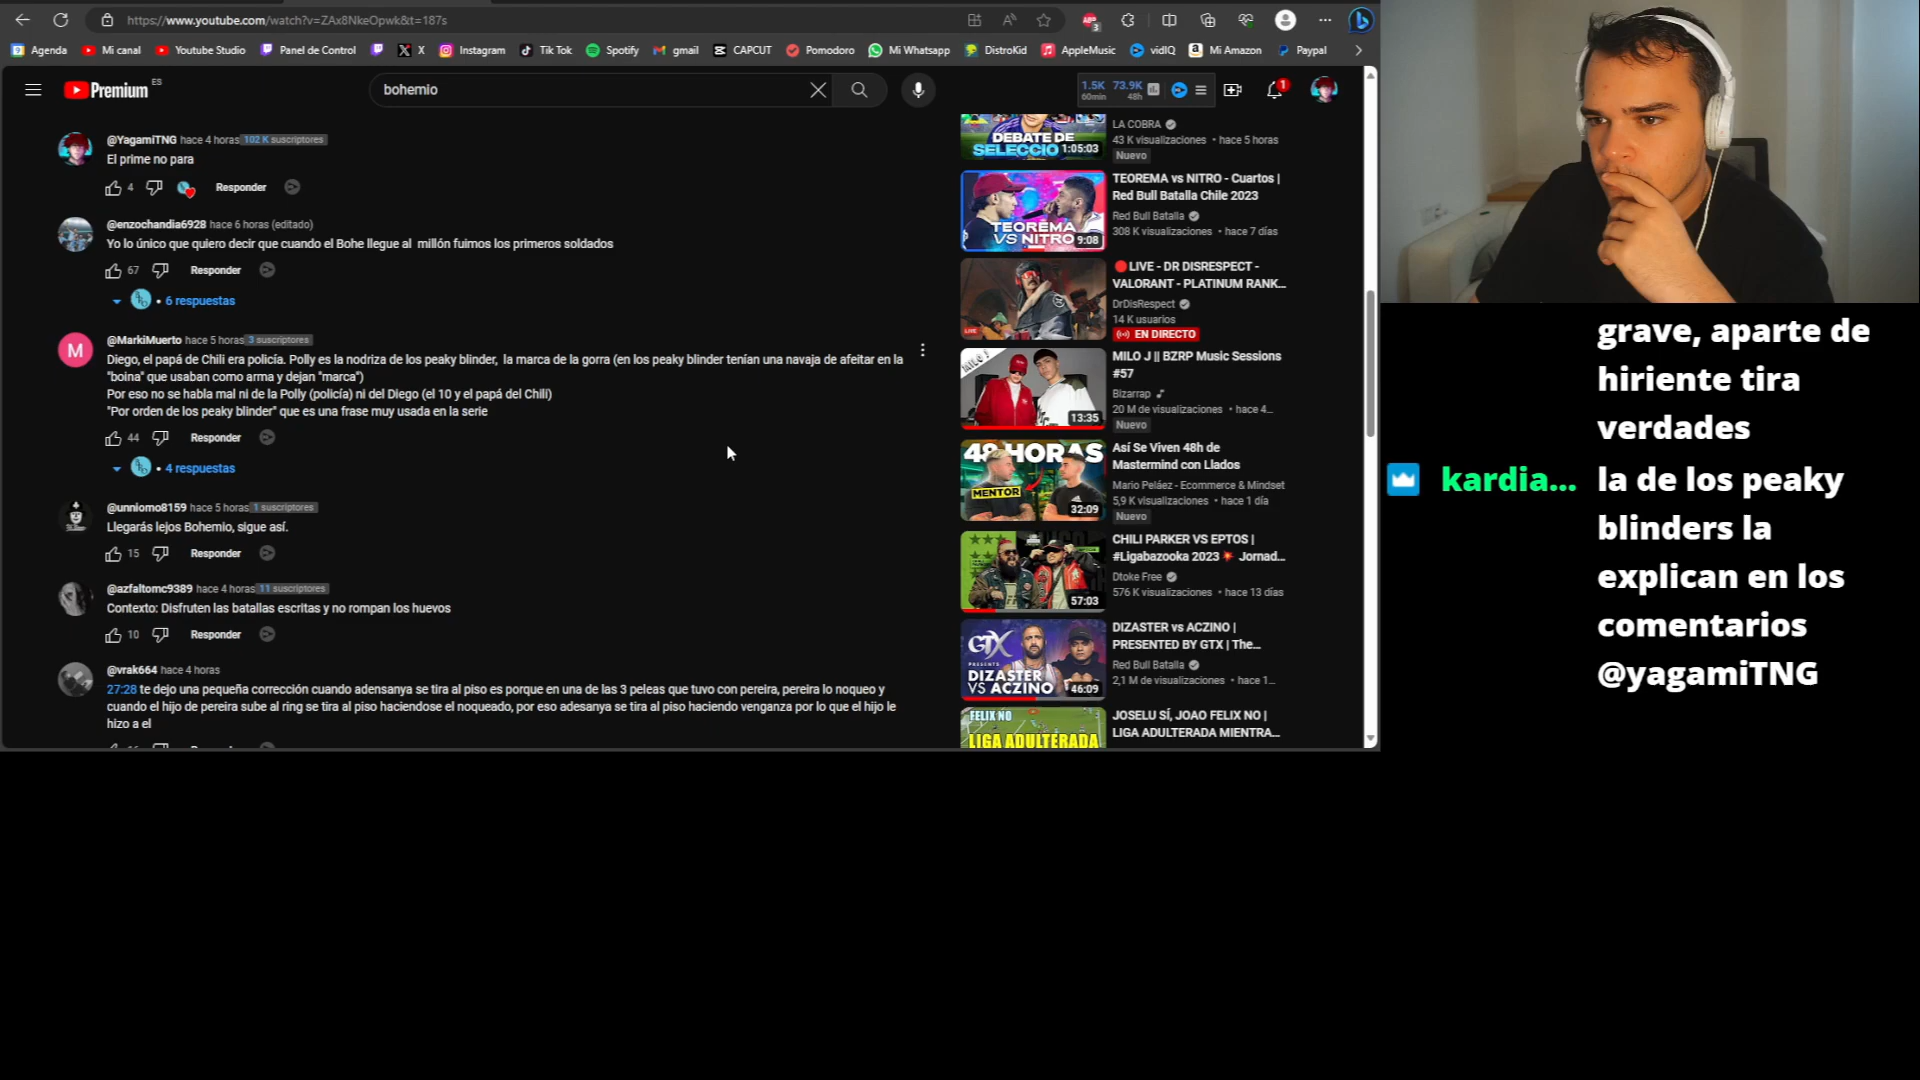 https://www.youtube.com/watch?v=ZAx8NkeOpwk&t=187s
Agenda Mi canal Youtube Studio Panel de Control X Instagram Tik Tok Spotify gmail CAPCUT Pomodoro Mi Whatsapp DistroKid AppleMusic vidIQ Mi Amazon Paypal
Premium ES
bohemio
1.5K 73.9K
60min 48h
1
@YagamiTNG hace 4 horas 102 K suscriptores
El prime no para
4 Responder
@enzochandia6928 hace 6 horas (editado)
Yo lo único que quiero decir que cuando el Bohe llegue al millón fuimos los primeros soldados
67 Responder
6 respuestas
M
@MarkiMuerto hace 5 horas 3 suscriptores
Diego, el papá de Chili era policía. Polly es la nodriza de los peaky blinder, la marca de la gorra (en los peaky blinder tenían una navaja de afeitar en la
"boina" que usaban como arma y dejan "marca")
Por eso no se habla mal ni de la Polly (policía) ni del Diego (el 10 y el papá del Chili)
"Por orden de los peaky blinder" que es una frase muy usada en la serie
44 Responder
4 respuestas
@unniomo8159 hace 5 horas 1 suscriptores
Llegarás lejos Bohemio, sigue así.
15 Responder
@azfaltomc9389 hace 4 horas 11 suscriptores
Contexto: Disfruten las batallas escritas y no rompan los huevos
10 Responder
@vrak664 hace 4 horas
27:28 te dejo una pequeña corrección cuando adensanya se tira al piso es porque en una de las 3 peleas que tuvo con pereira, pereira lo noqueo y
cuando el hijo de pereira sube al ring se tira al piso haciendose el noqueado, por eso adesanya se tira al piso haciendo venganza por lo que el hijo le
hizo a el
DEBATE DE
SELECCIO 1:05:03
LA COBRA
43 K visualizaciones • hace 5 horas
Nuevo
TEOREMA
VS NITRO 9:08
TEOREMA vs NITRO - Cuartos |
Red Bull Batalla Chile 2023
Red Bull Batalla
308 K visualizaciones • hace 7 días
LIVE
LIVE - DR DISRESPECT -
VALORANT - PLATINUM RANK...
DrDisRespect
14 K usuarios
EN DIRECTO
MILO J
13:35
MILO J || BZRP Music Sessions
#57
Bizarrap
20 M de visualizaciones • hace 4...
Nuevo
48 HORAS
MENTOR
32:09
Así Se Viven 48h de
Mastermind con Llados
Mario Peláez - Ecommerce & Mindset
5,9 K visualizaciones • hace 1 día
Nuevo
57:03
CHILI PARKER VS EPTOS |
#Ligabazooka 2023 Jornad...
Dtoke Free
576 K visualizaciones • hace 13 días
GTX
PRESENTS
DIZASTER
VS ACZINO 46:09
DIZASTER vs ACZINO |
PRESENTED BY GTX | The...
Red Bull Batalla
2,1 M de visualizaciones • hace 1...
FELIX NO
LIGA ADULTERADA
JOSELU SÍ, JOAO FELIX NO |
LIGA ADULTERADA MIENTRA...
grave, aparte de
hiriente tira
verdades
kardia... la de los peaky
blinders la
explican en los
comentarios
@yagamiTNG